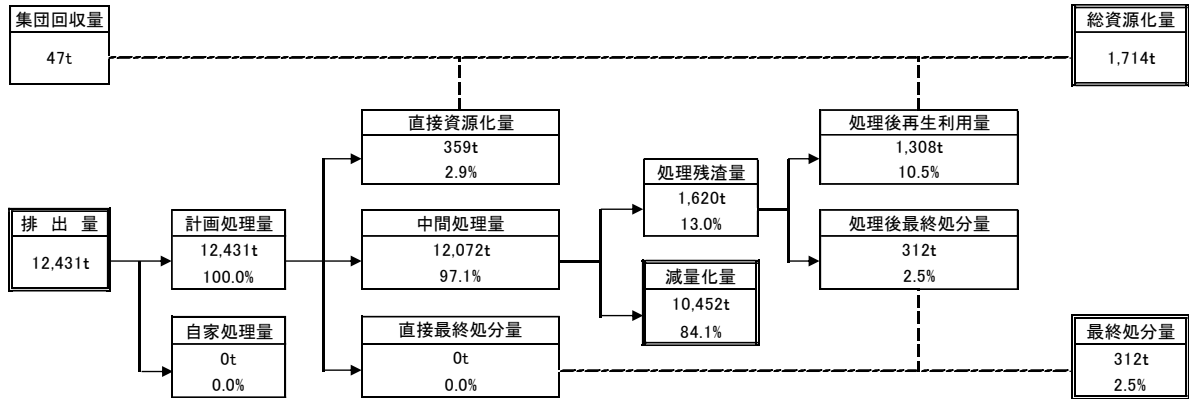 集団回収量
47t
総資源化量
1,714t
直接資源化量
359t
2.9%
処理後再生利用量
1,308t
10.5%
処理残渣量
1,620t
13.0%
排 出 量
12,431t
計画処理量
12,431t
100.0%
中間処理量
12,072t
97.1%
処理後最終処分量
312t
2.5%
減量化量
10,452t
84.1%
自家処理量
0t
0.0%
直接最終処分量
0t
0.0%
最終処分量
312t
2.5%